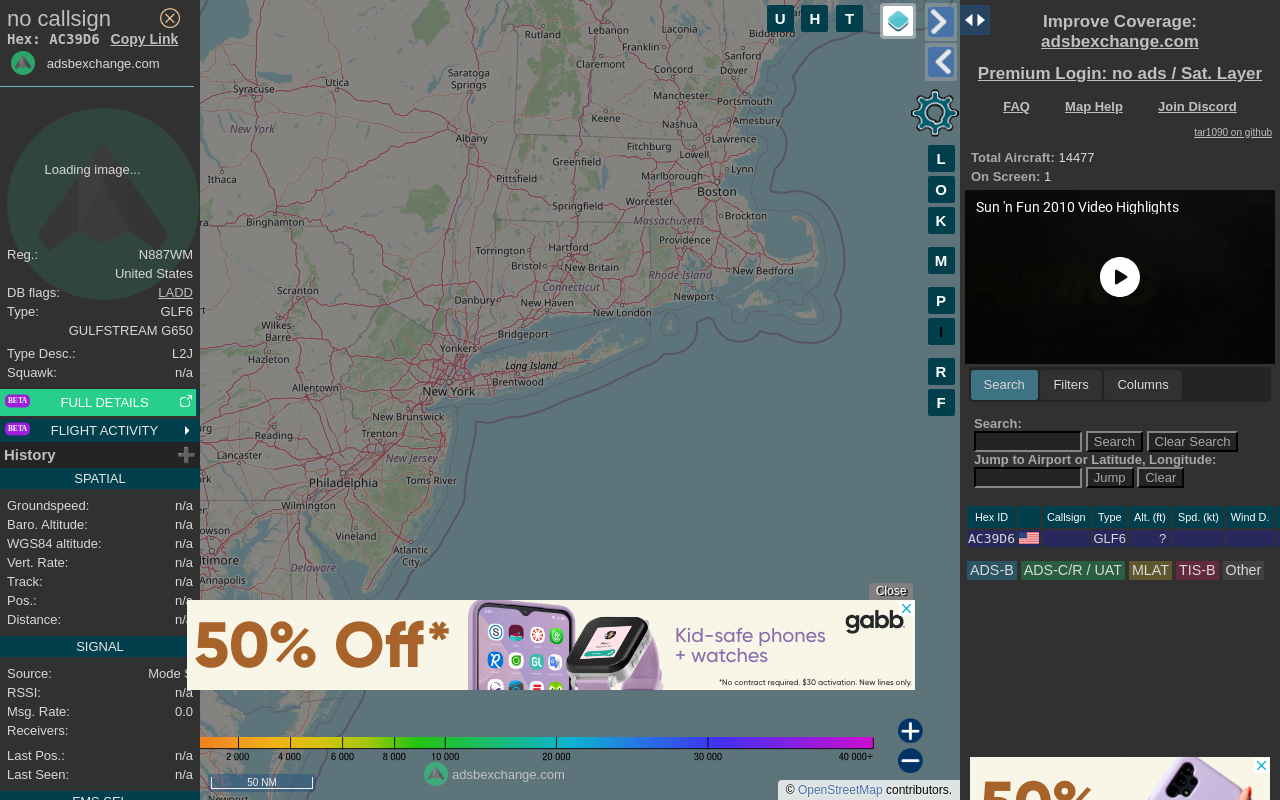 no callsign
Hex: AC39D6 Copy Link
adsbexchange.com
Loading image...
Reg.: N887WM
United States
DB flags: LADD
Type: GLF6
GULFSTREAM G650
Type Desc.: L2J
Squawk: n/a
BETA FULL DETAILS
BETA FLIGHT ACTIVITY
History
SPATIAL
Groundspeed: n/a
Baro. Altitude: n/a
WGS84 altitude: n/a
Vert. Rate: n/a
Track: n/a
Pos.: n/a
Distance: n/a
SIGNAL
Source: Mode S
RSSI: n/a
Msg. Rate: 0.0
Receivers:
Last Pos.: n/a
Last Seen: n/a
FMS SEL
U H T
L
O
K
M
P
I
R
F
Rutland
Lebanon
Laconia
Biddeford
Franklin
Claremont
Sanford
Concord
Dover
Saratoga
Springs
Utica
Syracuse
Manchester
Portsmouth
Keene
Amesbury
New York
Nashua
Albany
Lawrence
Fitchburg
Lowell
Greenfield
Lynn
Ithaca
Pittsfield
Marlborough
Boston
Worcester
Springfield
Brockton
Binghamton
Massachusetts
Hartford
Providence
Torrington
Bristol
New Britain
New Bedford
Rhode Island
Connecticut
Scranton
Danbury
New Haven
Newport
New London
Wilkes-
Barre
Bridgeport
Yonkers
Hazleton
Long Island
Brentwood
Allentown
New York
New Brunswick
Reading
Trenton
Lancaster
New Jersey
Philadelphia
Toms River
Wilmington
Vineland
Atlantic
City
Annapolis
Delaware
Newport
Close
50% Off*
Kid-safe phones
+ watches
gabb
*No contract required. $30 activation. New lines only.
2 000 4 000 6 000 8 000 10 000 20 000 30 000 40 000+
adsbexchange.com
50 NM
© OpenStreetMap contributors.
Improve Coverage:
adsbexchange.com
Premium Login: no ads / Sat. Layer
FAQ Map Help Join Discord
tar1090 on github
Total Aircraft: 14477
On Screen: 1
Sun 'n Fun 2010 Video Highlights
Search Filters Columns
Search:
Search Clear Search
Jump to Airport or Latitude, Longitude:
Jump Clear
Hex ID Callsign Type Alt. (ft) Spd. (kt) Wind D.
AC39D6 GLF6 ?
ADS-B ADS-C/R / UAT MLAT TIS-B Other
50%